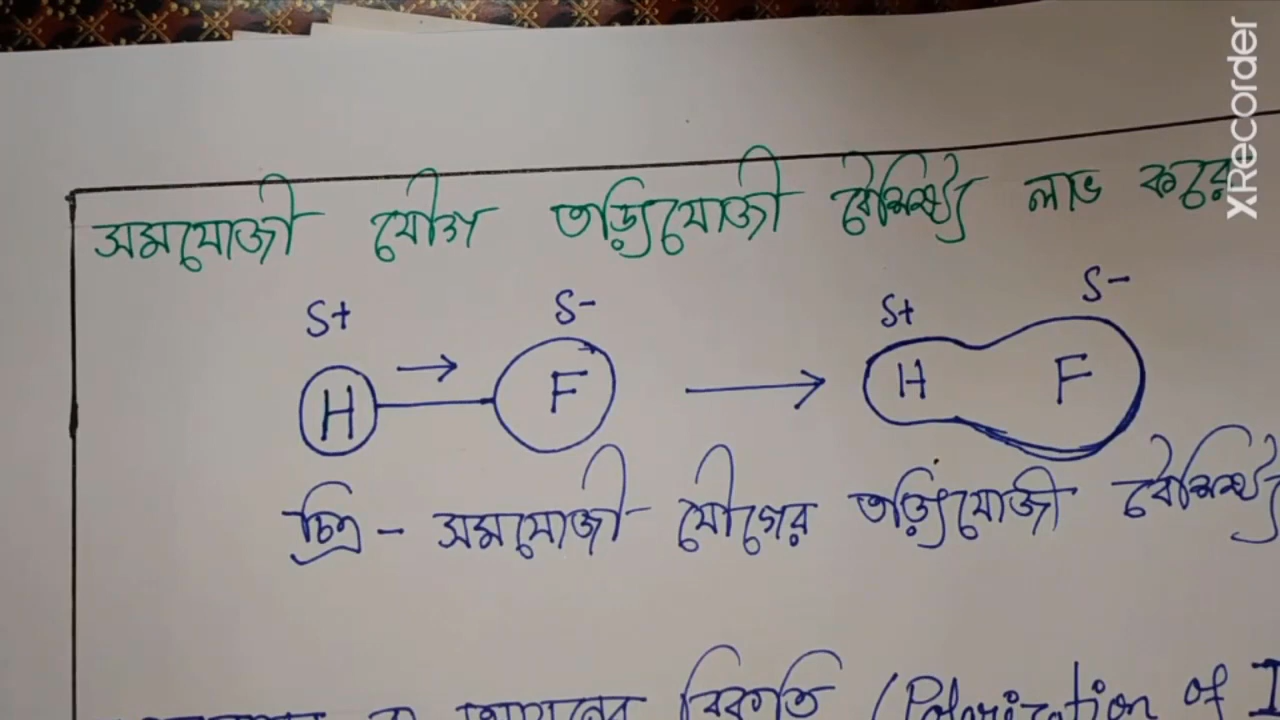 সমযোজী যৌগ তড়িৎযোজী বৈশিষ্ট্য লাভ করে
S+ S- S+ S-
H F H F
চিত্র - সমযোজী যৌগের তড়িৎযোজী বৈশিষ্ট্য
বিকৃতি (Polarization of I
XRecorder